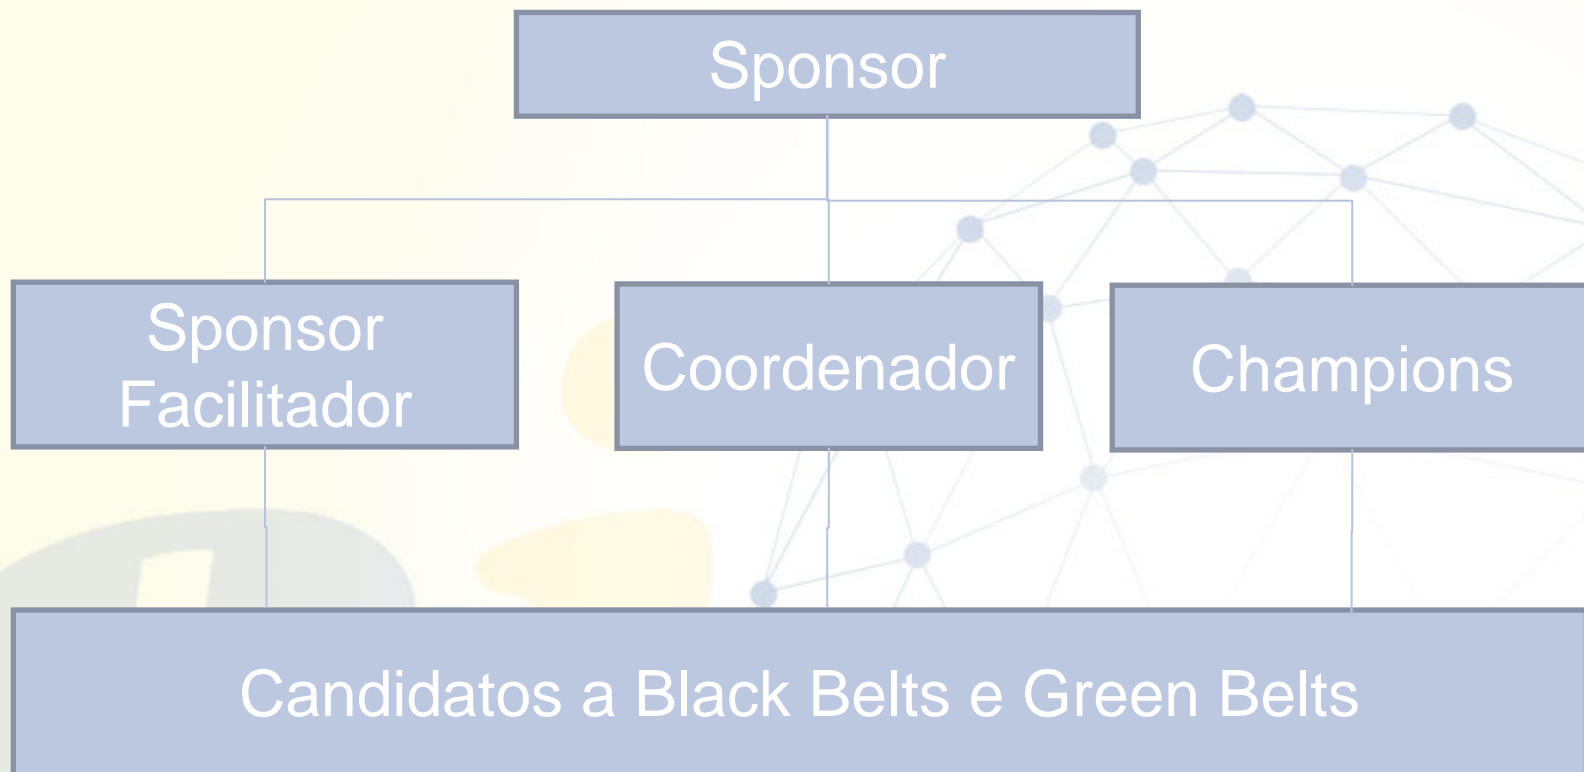 Sponsor
Sponsor
Facilitador
Coordenador
Champions
Candidatos a Black Belts e Green Belts